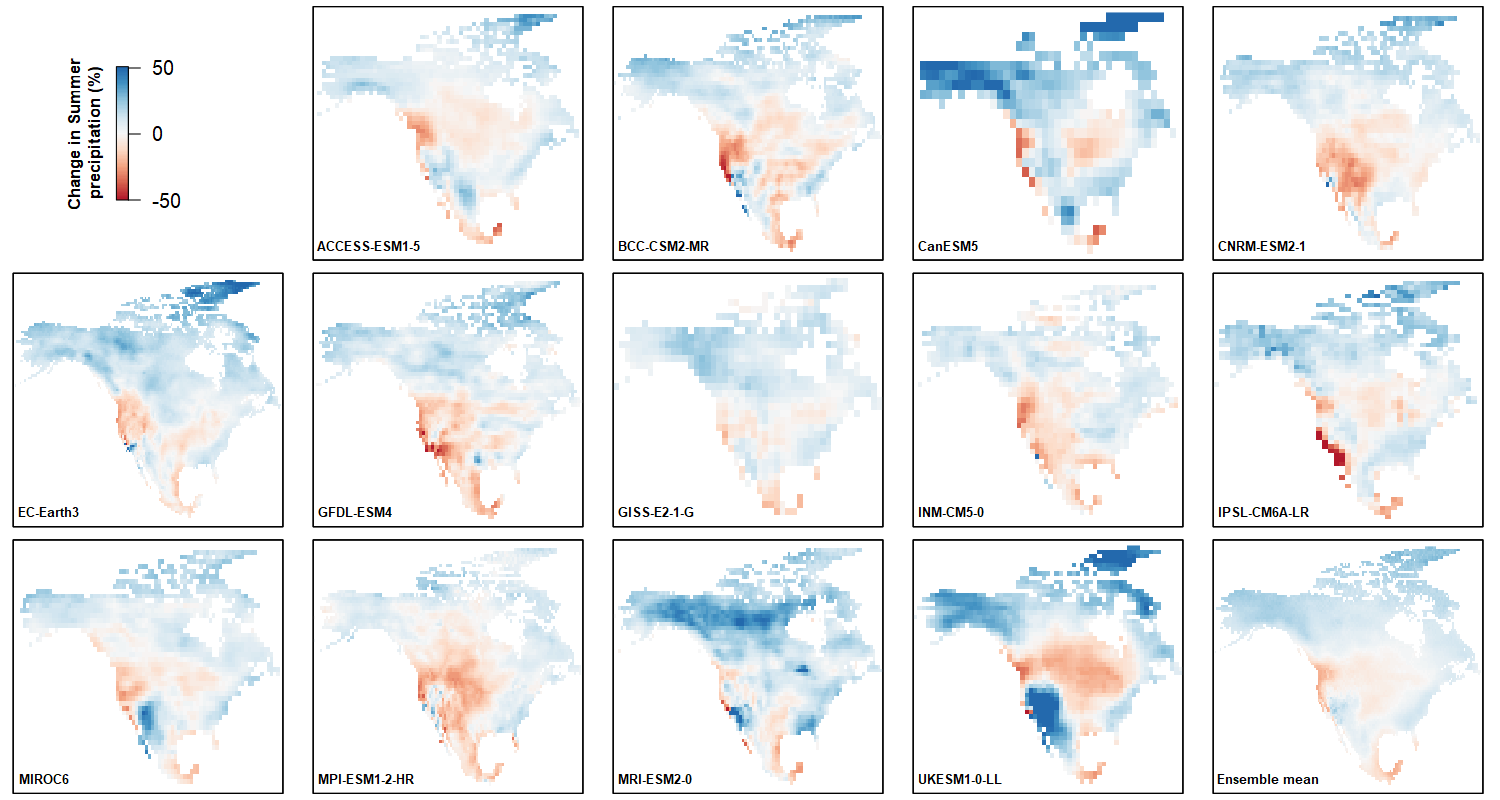 Change in Summer
precipitation (%)
50
0
-50
ACCESS-ESM1-5
BCC-CSM2-MR
CanESM5
CNRM-ESM2-1
EC-Earth3
GFDL-ESM4
GISS-E2-1-G
INM-CM5-0
IPSL-CM6A-LR
MIROC6
MPI-ESM1-2-HR
MRI-ESM2-0
UKESM1-0-LL
Ensemble mean